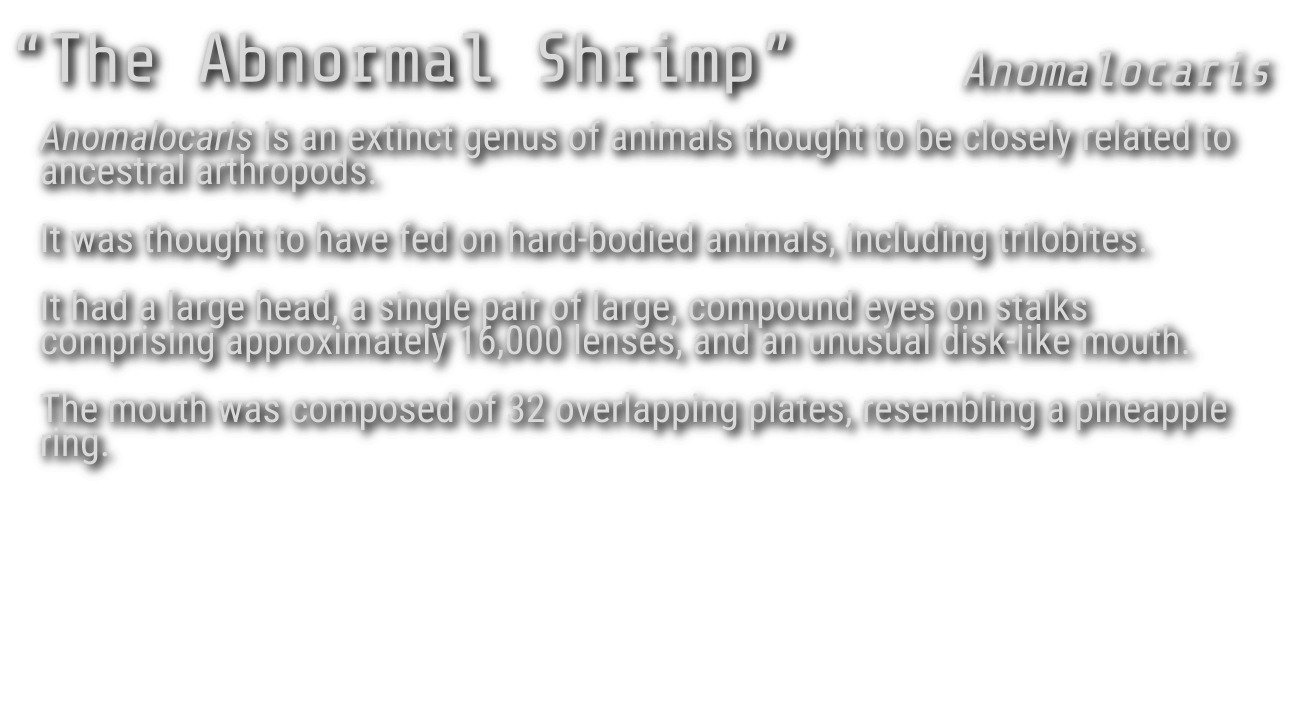 “The Abnormal Shrimp”
Anomalocaris
Anomalocaris is an extinct genus of animals thought to be closely related to
ancestral arthropods.
It was thought to have fed on hard-bodied animals, including trilobites.
It had a large head, a single pair of large, compound eyes on stalks
comprising approximately 16,000 lenses, and an unusual disk-like mouth.
The mouth was composed of 32 overlapping plates, resembling a pineapple
ring.